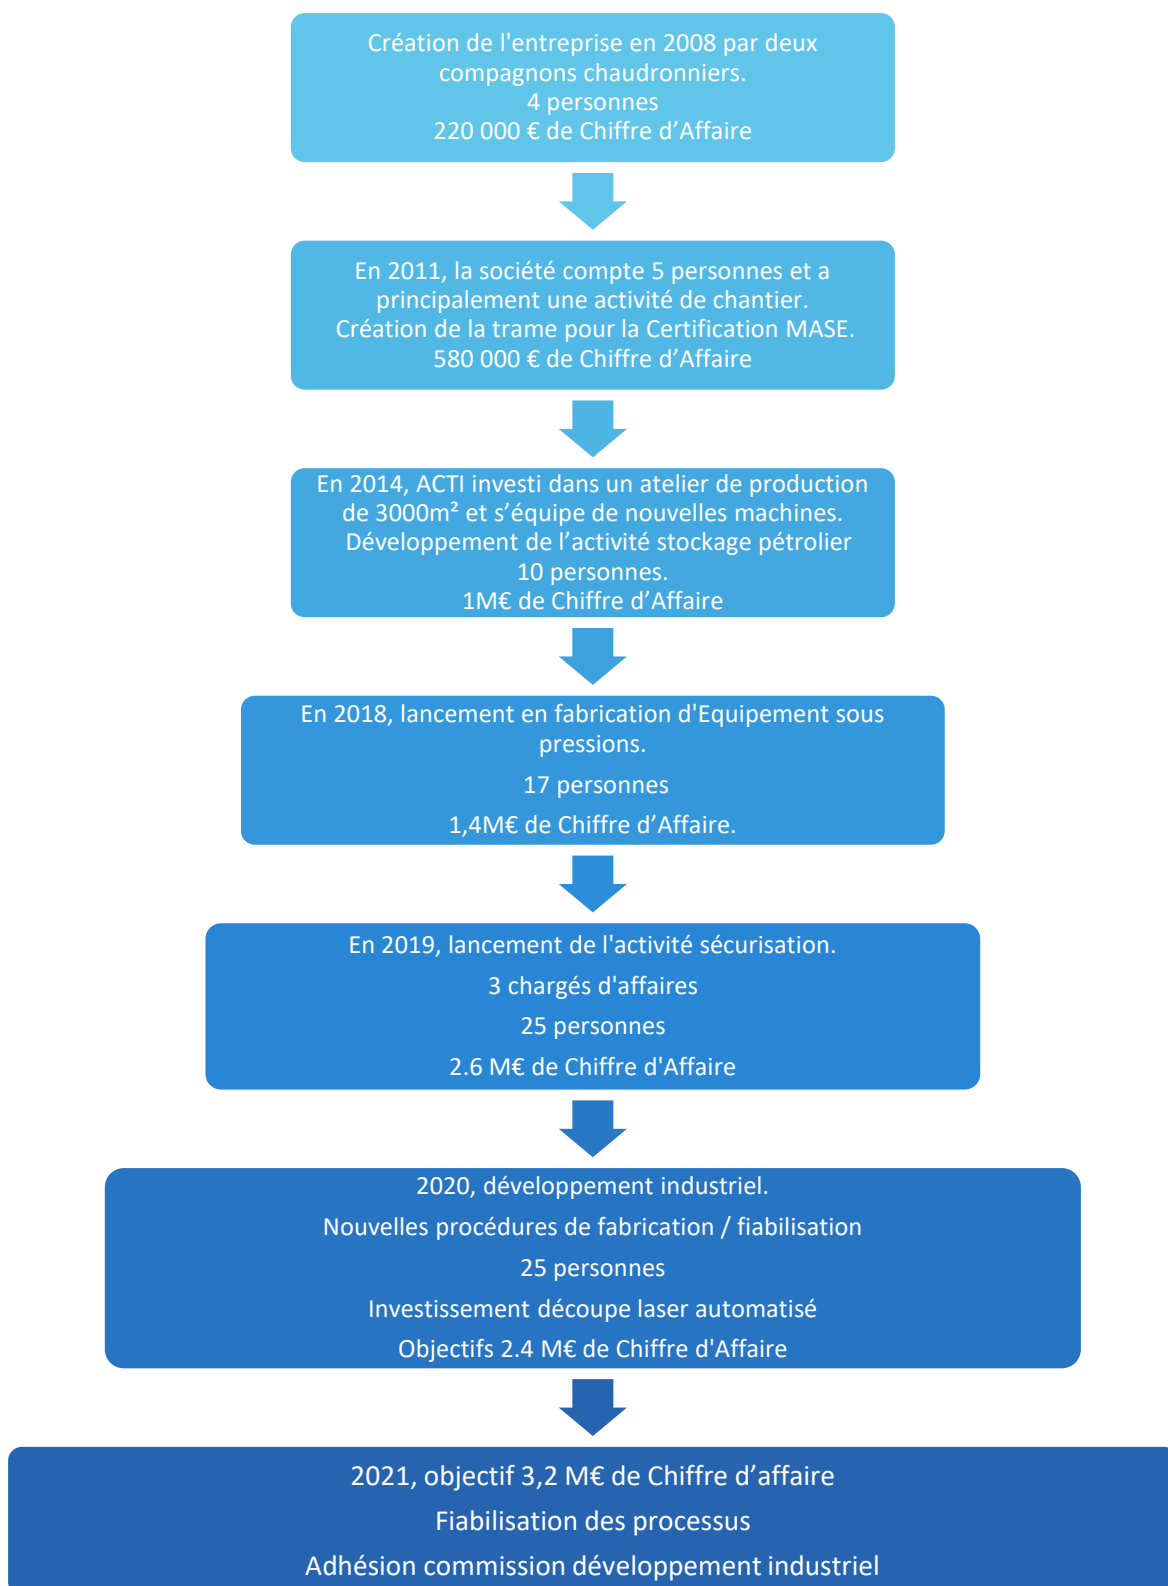 Création de l'entreprise en 2008 par deux
compagnons chaudronniers.
4 personnes
220 000 € de Chiffre d’Affaire
En 2011, la société compte 5 personnes et a
principalement une activité de chantier.
Création de la trame pour la Certification MASE.
580 000 € de Chiffre d’Affaire
En 2014, ACTI investi dans un atelier de production
de 3000m² et s’équipe de nouvelles machines.
Développement de l’activité stockage pétrolier
10 personnes.
1M€ de Chiffre d’Affaire
En 2018, lancement en fabrication d'Equipement sous
pressions.
17 personnes
1,4M€ de Chiffre d’Affaire.
En 2019, lancement de l'activité sécurisation.
3 chargés d'affaires
25 personnes
2.6 M€ de Chiffre d'Affaire
2020, développement industriel.
Nouvelles procédures de fabrication / fiabilisation
25 personnes
Investissement découpe laser automatisé
Objectifs 2.4 M€ de Chiffre d'Affaire
2021, objectif 3,2 M€ de Chiffre d’affaire
Fiabilisation des processus
Adhésion commission développement industriel